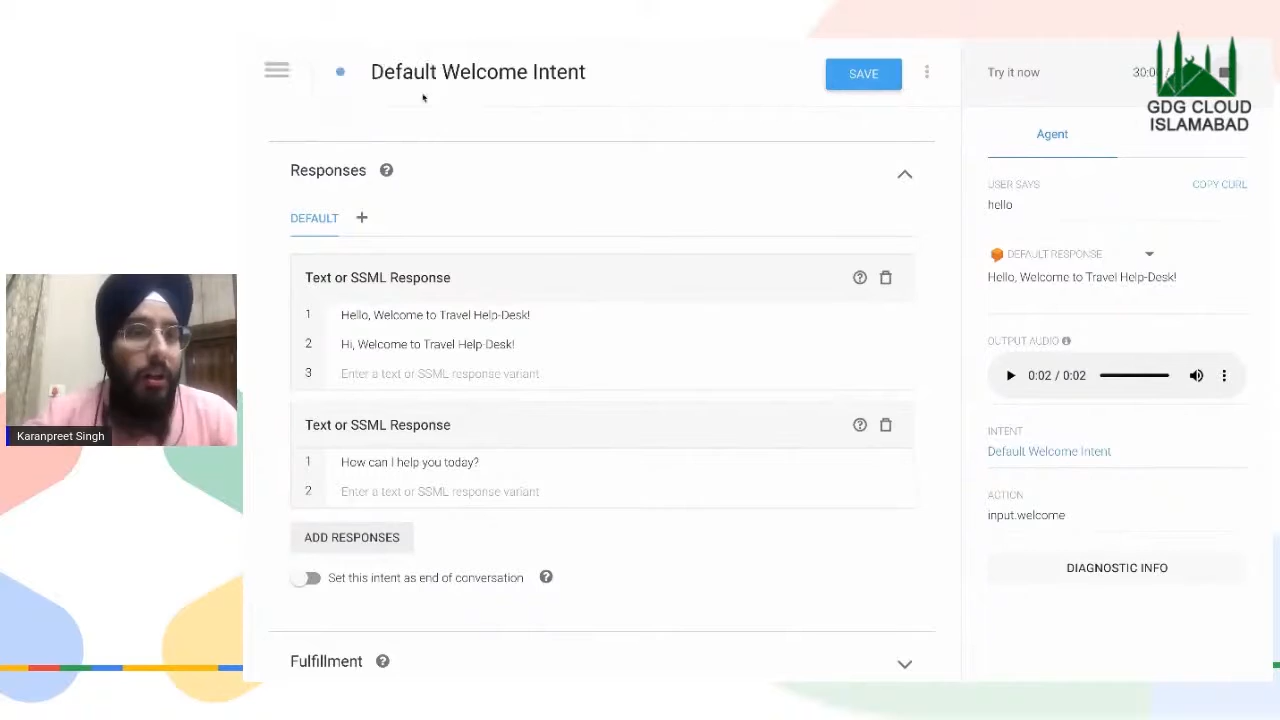 Default Welcome Intent
SAVE
Try it now
GDG CLOUD
ISLAMABAD
Agent
Responses
DEFAULT
Text or SSML Response
1 Hello, Welcome to Travel Help-Desk!
2 Hi, Welcome to Travel Help-Desk!
3 Enter a text or SSML response variant
Text or SSML Response
1 How can I help you today?
2 Enter a text or SSML response variant
ADD RESPONSES
Set this intent as end of conversation
Fulfillment
USER SAYS
COPY CURL
hello
DEFAULT RESPONSE
Hello, Welcome to Travel Help-Desk!
OUTPUT AUDIO
0:02 / 0:02
INTENT
Default Welcome Intent
ACTION
input.welcome
DIAGNOSTIC INFO
Karanpreet Singh